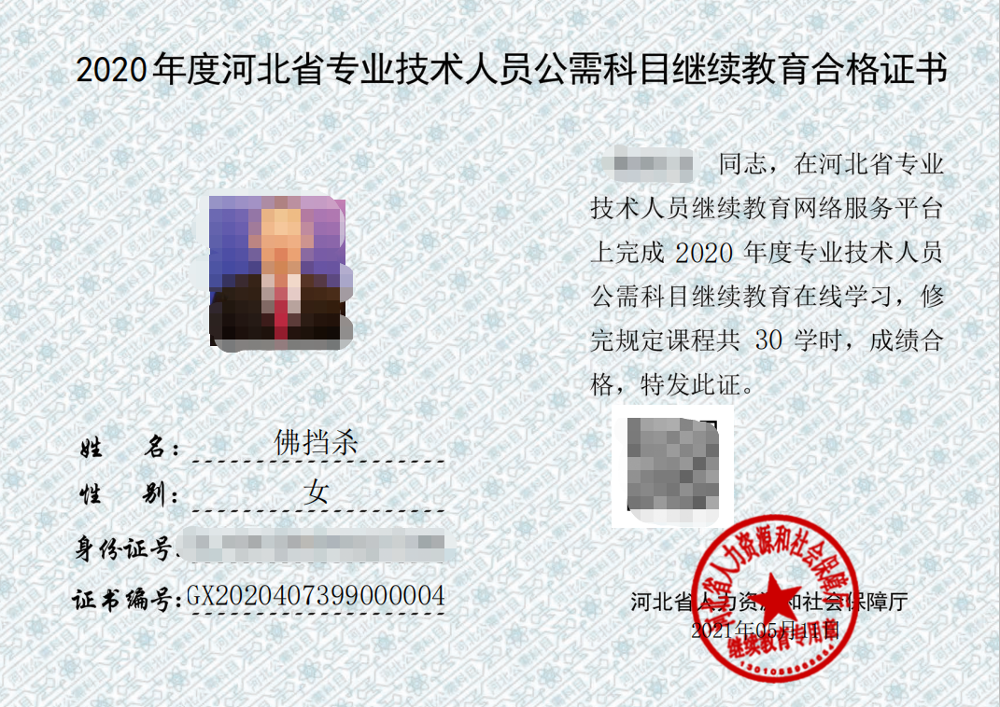 2020年度河北省专业技术人员公需科目继续教育合格证书
同志，在河北省专业
技术人员继续教育网络服务平台
上完成 2020 年度专业技术人员
公需科目继续教育在线学习，修
完规定课程共 30 学时，成绩合
格，特发此证。
姓 名：佛挡杀
性 别：女
身份证号:
证书编号:GX2020407399000004
河北省人力资源和社会保障厅
2021年05月11日
河北省人力资源和社会保障厅
继续教育专用章